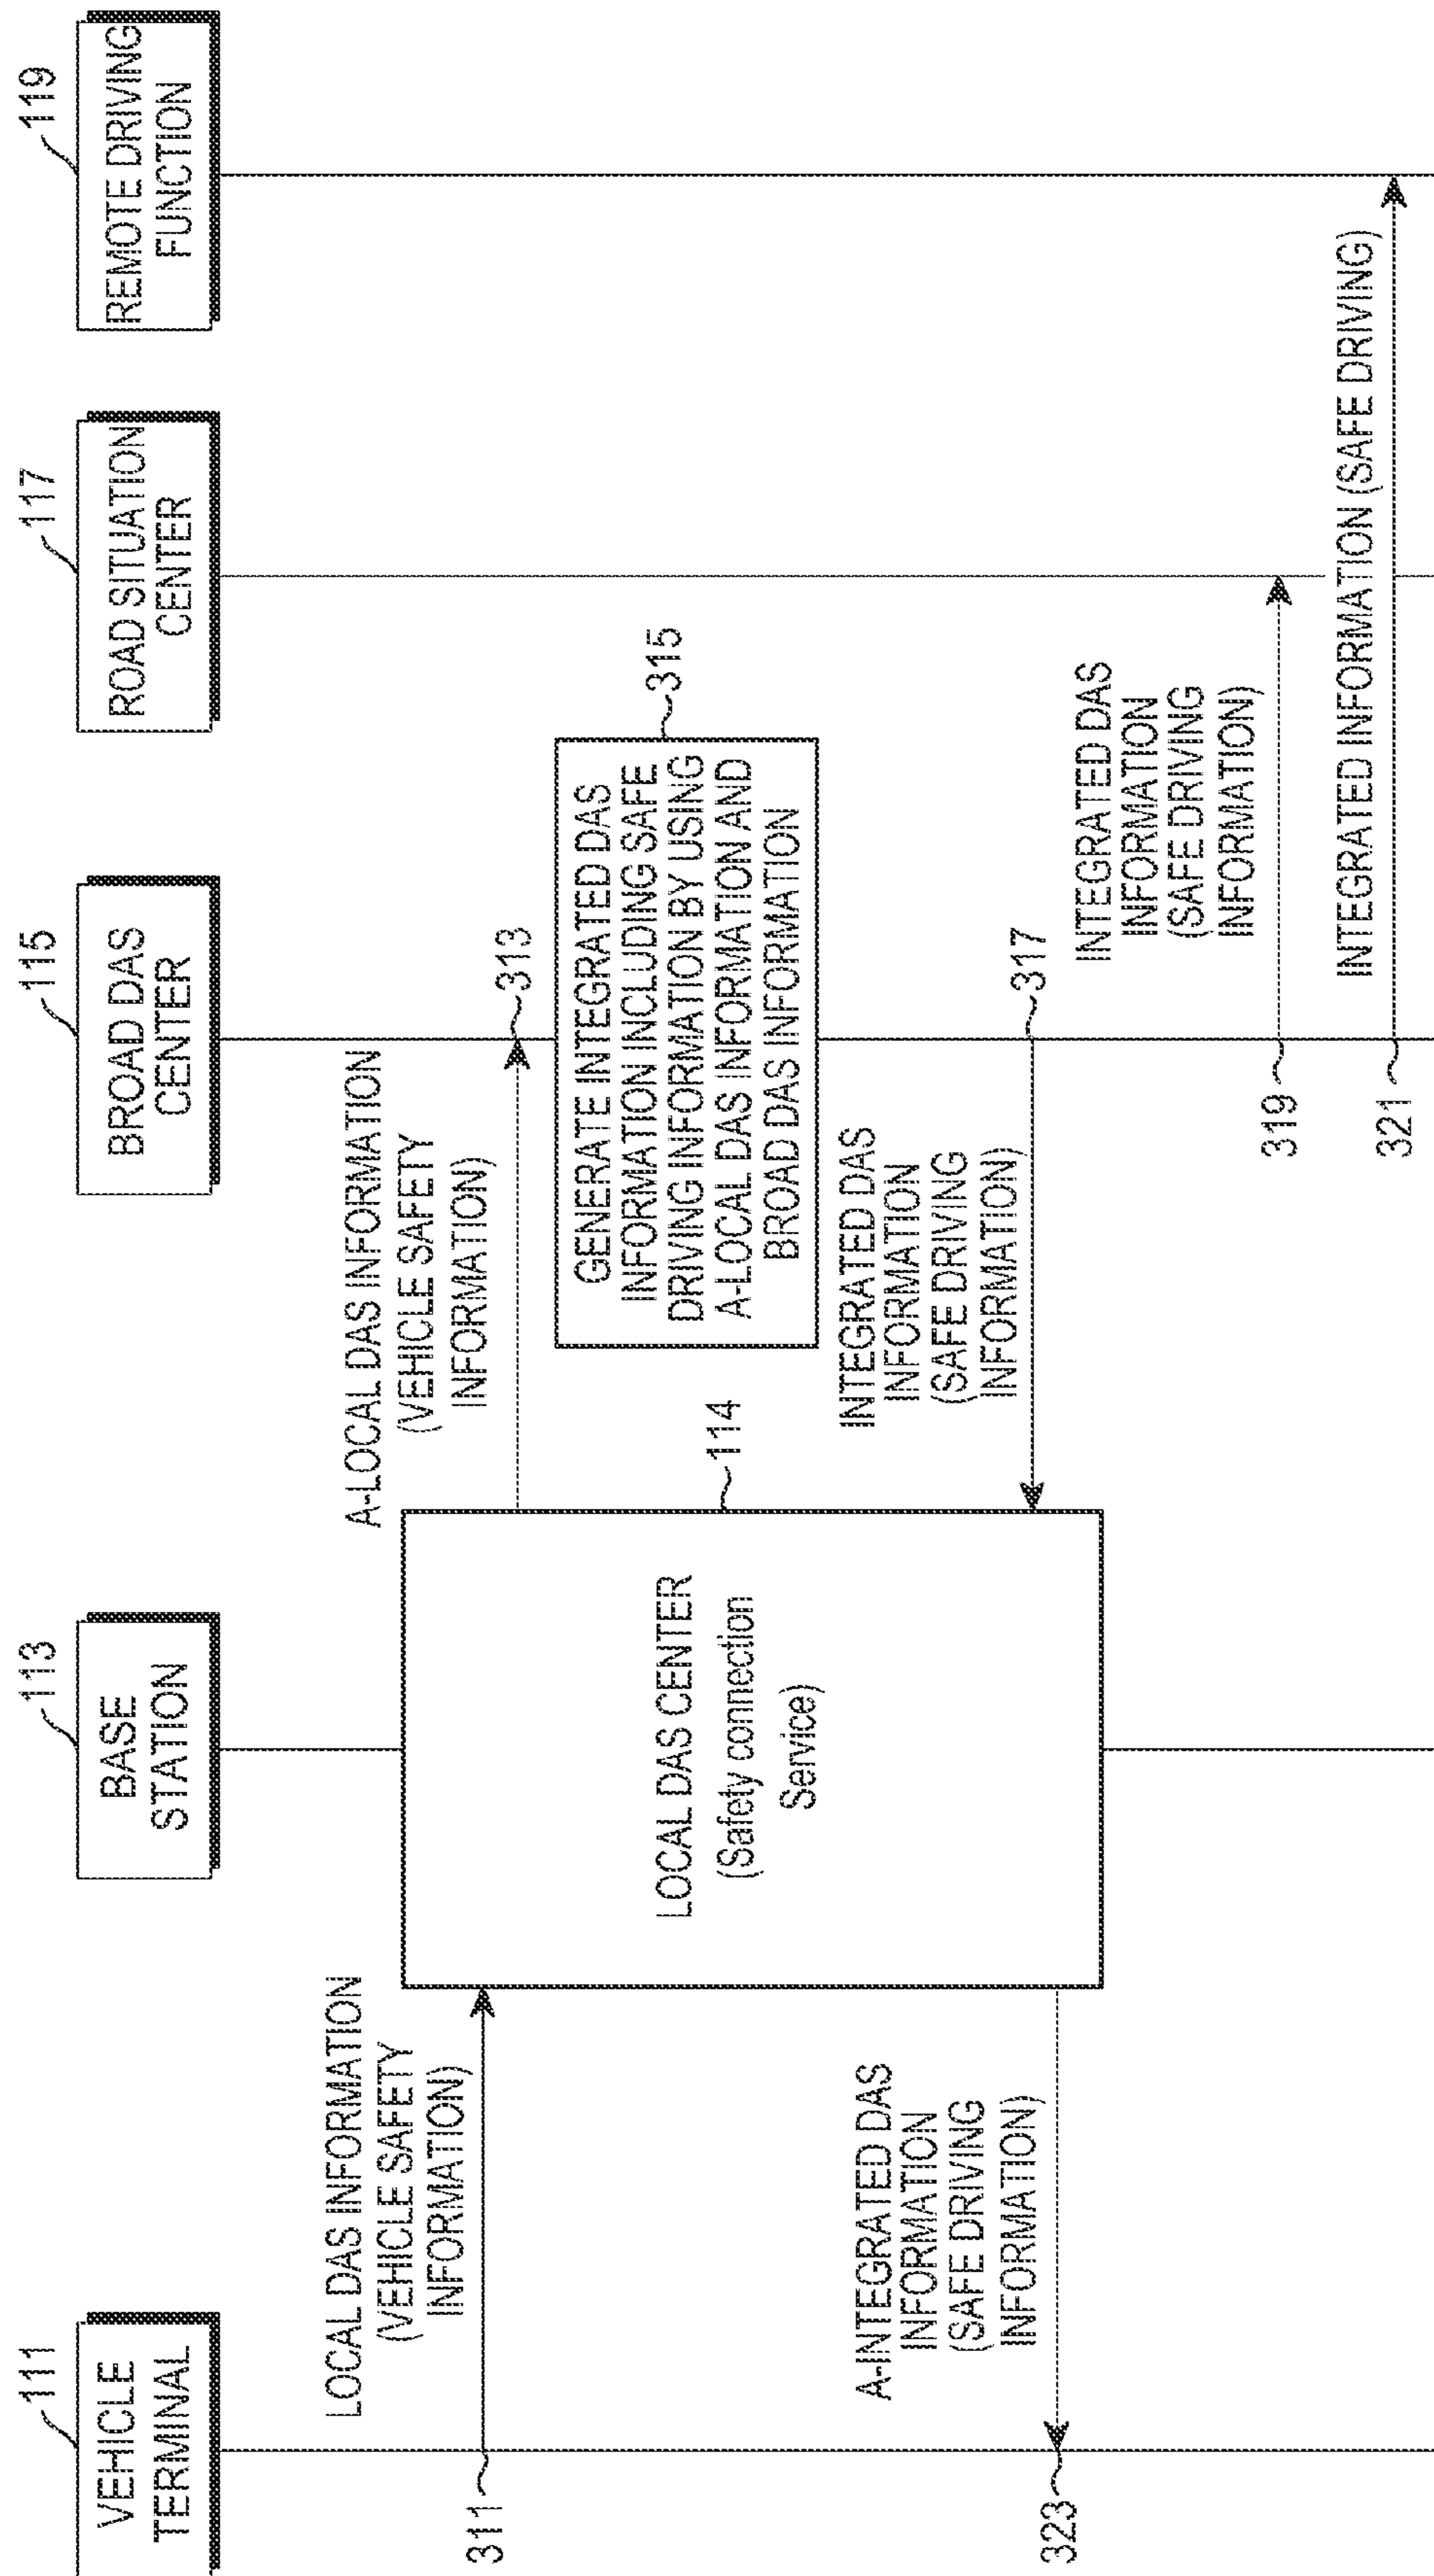 111
VEHICLE
TERMINAL
113
BASE
STATION
115
BROAD DAS
CENTER
117
ROAD SITUATION
CENTER
119
REMOTE DRIVING
FUNCTION
LOCAL DAS INFORMATION
(VEHICLE SAFETY
INFORMATION)
311
A-LOCAL DAS INFORMATION
(VEHICLE SAFETY
INFORMATION)
313
114
LOCAL DAS CENTER
(Safety connection
Service)
GENERATE INTEGRATED DAS
INFORMATION INCLUDING SAFE
DRIVING INFORMATION BY USING
A-LOCAL DAS INFORMATION AND
BROAD DAS INFORMATION
315
INTEGRATED DAS
INFORMATION
(SAFE DRIVING
INFORMATION)
317
A-INTEGRATED DAS
INFORMATION
(SAFE DRIVING
INFORMATION)
323
INTEGRATED DAS
INFORMATION
(SAFE DRIVING
INFORMATION)
319
INTEGRATED INFORMATION (SAFE DRIVING)
321